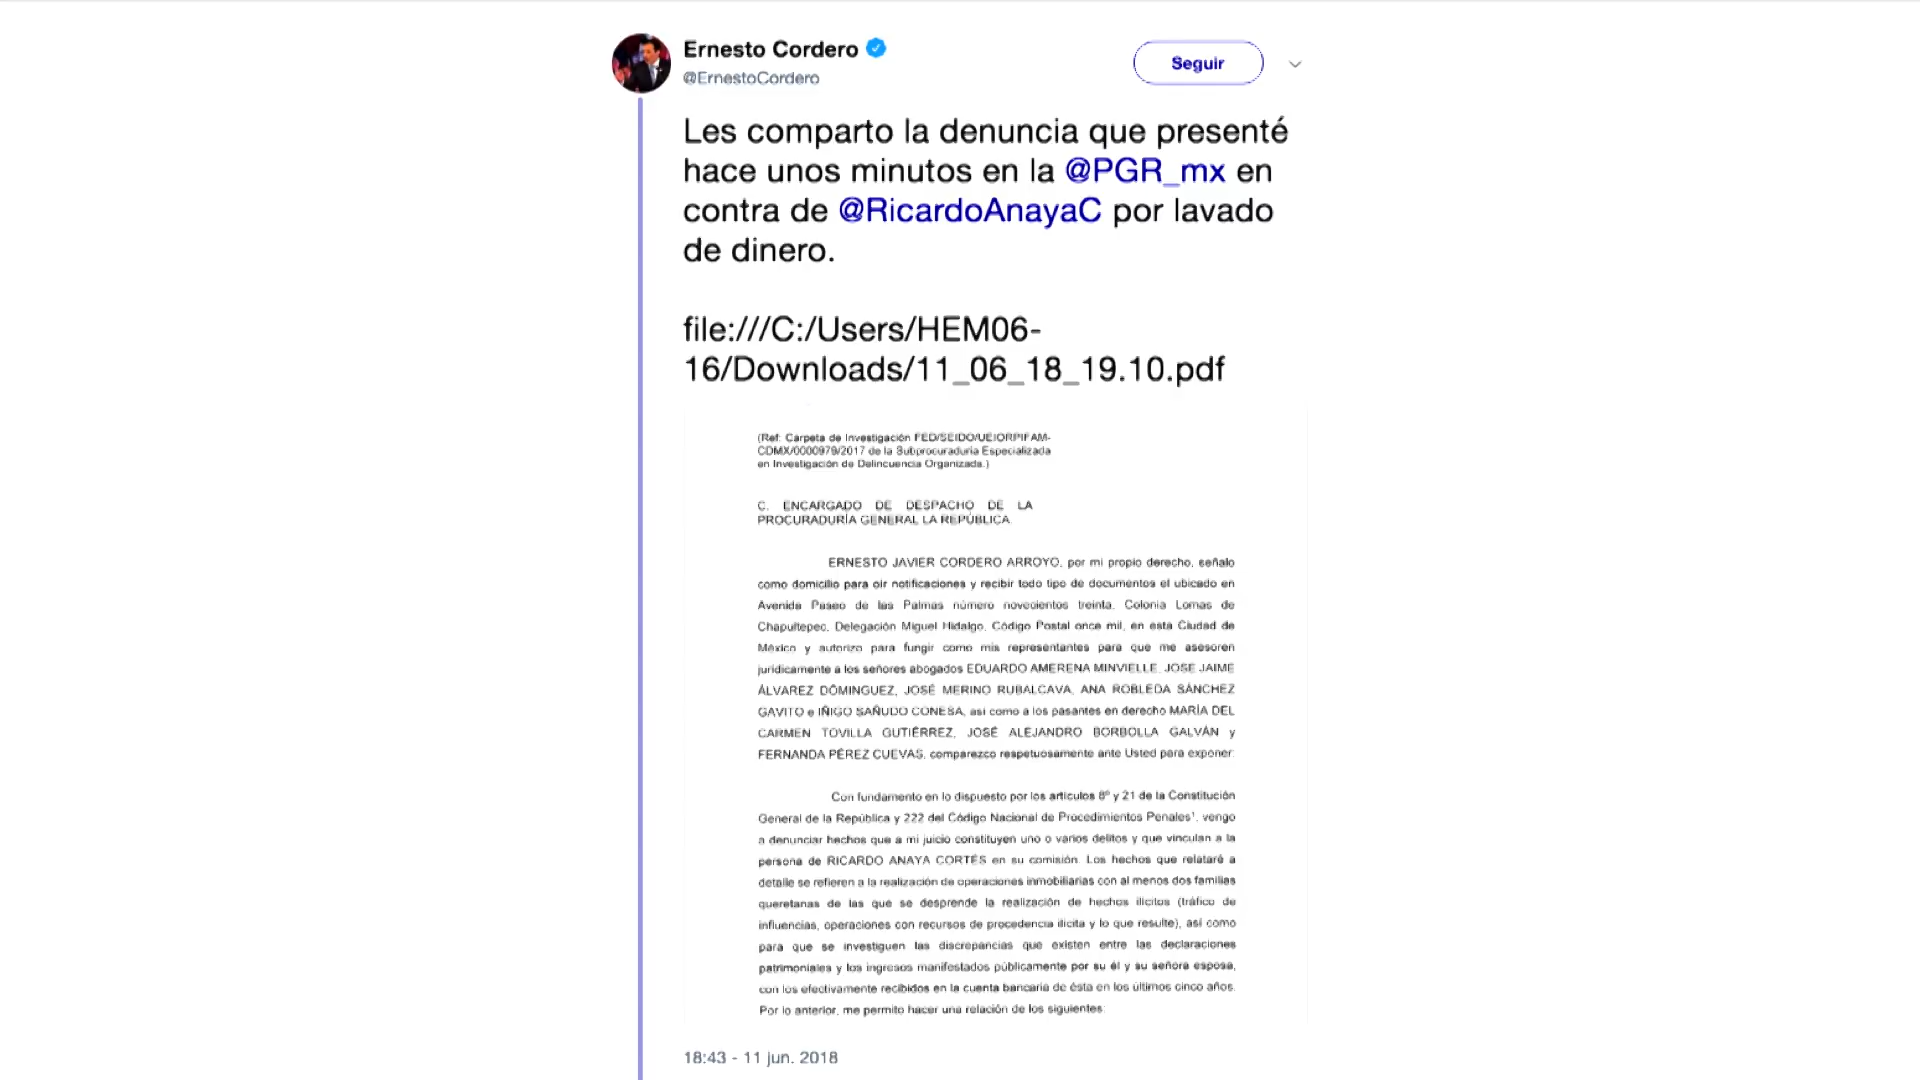 Ernesto Cordero
@ErnestoCordero
Seguir
Les comparto la denuncia que presenté
hace unos minutos en la @PGR_mx en
contra de @RicardoAnayaC por lavado
de dinero.
file:///C:/Users/HEM06-
16/Downloads/11_06_18_19.10.pdf
(Ref: Carpeta de Investigación FED/SEIDO/UEIORPIFAM-
CDMX/0000979/2017 de la Subprocuraduría Especializada
en Investigación de Delincuencia Organizada.)
C. ENCARGADO DE DESPACHO DE LA
PROCURADURÍA GENERAL LA REPÚBLICA.
ERNESTO JAVIER CORDERO ARROYO, por mi propio derecho, señalo
como domicilio para oír notificaciones y recibir todo tipo de documentos el ubicado en
Avenida Paseo de las Palmas número novecientos treinta, Colonia Lomas de
Chapultepec, Delegación Miguel Hidalgo, Código Postal once mil, en esta Ciudad de
México y autorizo para fungir como mis representantes para que me asesoren
jurídicamente a los señores abogados EDUARDO AMERENA MINVIELLE, JOSÉ JAIME
ÁLVAREZ DÓMINGUEZ, JOSÉ MERINO RUBALCAVA, ANA ROBLEDA SÁNCHEZ
GAVITO e IÑIGO SAÑUDO CONESA, así como a los pasantes en derecho MARÍA DEL
CARMEN TOVILLA GUTIÉRREZ, JOSÉ ALEJANDRO BORBOLLA GALVÁN y
FERNANDA PÉREZ CUEVAS, comparezco respetuosamente ante Usted para exponer:
Con fundamento en lo dispuesto por los artículos 8º y 21 de la Constitución
General de la República y 222 del Código Nacional de Procedimientos Penales¹, vengo
a denunciar hechos que a mi juicio constituyen uno o varios delitos y que vinculan a la
persona de RICARDO ANAYA CORTÉS en su comisión. Los hechos que relataré a
detalle se refieren a la realización de operaciones inmobiliarias con al menos dos familias
queretanas de las que se desprende la realización de hechos ilícitos (tráfico de
influencias, operaciones con recursos de procedencia ilícita y lo que resulte), así como
para que se investiguen las discrepancias que existen entre las declaraciones
patrimoniales y los ingresos manifestados públicamente por su él y su señora esposa,
con los efectivamente recibidos en la cuenta bancaria de ésta en los últimos cinco años.
Por lo anterior, me permito hacer una relación de los siguientes:
18:43 - 11 jun. 2018